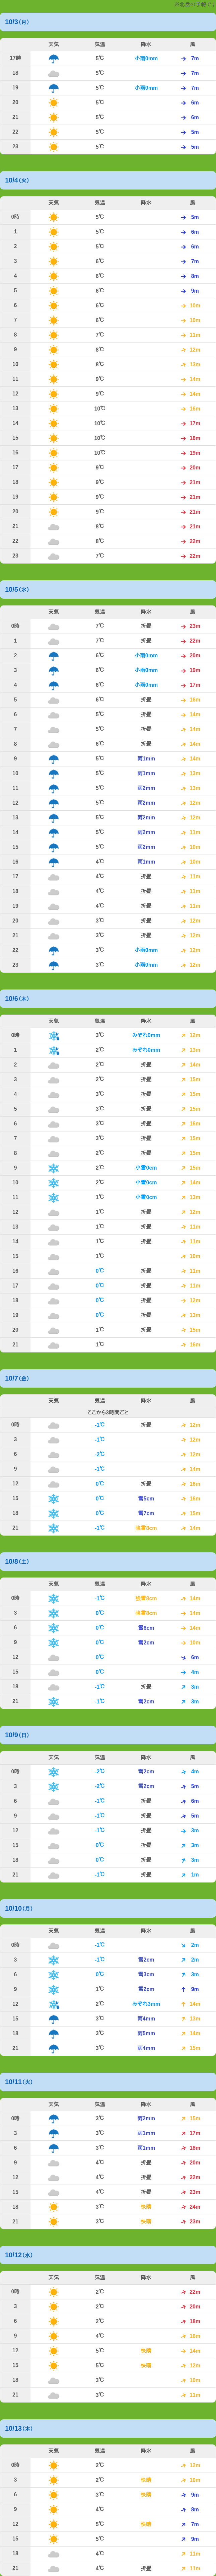 ※北岳の予報です
10/3（月）
天気 気温 降水 風
17時 5℃ 小雨0mm 7m
18 5℃ 7m
19 5℃ 小雨0mm 7m
20 5℃ 6m
21 5℃ 6m
22 5℃ 5m
23 5℃ 5m
10/4（火）
天気 気温 降水 風
0時 5℃ 5m
1 5℃ 6m
2 5℃ 6m
3 6℃ 7m
4 6℃ 8m
5 6℃ 9m
6 6℃ 10m
7 6℃ 10m
8 7℃ 11m
9 8℃ 12m
10 8℃ 13m
11 9℃ 14m
12 9℃ 14m
13 10℃ 16m
14 10℃ 17m
15 10℃ 18m
16 10℃ 19m
17 9℃ 20m
18 9℃ 21m
19 9℃ 21m
20 9℃ 21m
21 8℃ 21m
22 8℃ 22m
23 7℃ 22m
10/5（水）
天気 気温 降水 風
0時 7℃ 折畳 23m
1 7℃ 折畳 22m
2 6℃ 小雨0mm 20m
3 6℃ 小雨0mm 19m
4 6℃ 小雨0mm 17m
5 6℃ 折畳 16m
6 5℃ 折畳 14m
7 5℃ 折畳 14m
8 6℃ 折畳 14m
9 5℃ 雨1mm 14m
10 5℃ 雨1mm 13m
11 5℃ 雨2mm 13m
12 5℃ 雨2mm 12m
13 5℃ 雨2mm 12m
14 5℃ 雨2mm 11m
15 5℃ 雨2mm 10m
16 4℃ 雨1mm 10m
17 4℃ 折畳 11m
18 4℃ 折畳 11m
19 4℃ 折畳 11m
20 3℃ 折畳 12m
21 3℃ 折畳 12m
22 3℃ 小雨0mm 12m
23 3℃ 小雨0mm 12m
10/6（木）
天気 気温 降水 風
0時 3℃ みぞれ0mm 12m
1 2℃ みぞれ0mm 13m
2 2℃ 折畳 14m
3 2℃ 折畳 15m
4 3℃ 折畳 15m
5 3℃ 折畳 15m
6 3℃ 折畳 16m
7 3℃ 折畳 15m
8 2℃ 折畳 15m
9 2℃ 小雪0cm 15m
10 2℃ 小雪0cm 14m
11 1℃ 小雪0cm 13m
12 1℃ 折畳 12m
13 1℃ 折畳 11m
14 1℃ 折畳 11m
15 1℃ 10m
16 0℃ 折畳 11m
17 0℃ 折畳 11m
18 0℃ 折畳 12m
19 0℃ 折畳 13m
20 1℃ 折畳 15m
21 1℃ 16m
10/7（金）
天気 気温 降水 風
ここから3時間ごと
0時 -1℃ 折畳 12m
3 -1℃ 12m
6 -2℃ 12m
9 -1℃ 14m
12 0℃ 折畳 16m
15 0℃ 雪5cm 16m
18 0℃ 雪7cm 15m
21 -1℃ 強雪8cm 14m
10/8（土）
天気 気温 降水 風
0時 -1℃ 強雪8cm 14m
3 0℃ 強雪8cm 14m
6 0℃ 雪6cm 14m
9 0℃ 雪2cm 10m
12 0℃ 6m
15 0℃ 4m
18 -1℃ 折畳 3m
21 -1℃ 雪2cm 3m
10/9（日）
天気 気温 降水 風
0時 -2℃ 雪2cm 4m
3 -2℃ 雪2cm 5m
6 -1℃ 折畳 6m
9 -1℃ 折畳 5m
12 -1℃ 折畳 3m
15 0℃ 折畳 3m
18 0℃ 折畳 3m
21 -1℃ 折畳 1m
10/10（月）
天気 気温 降水 風
0時 -1℃ 2m
3 -1℃ 雪2cm 2m
6 0℃ 雪3cm 3m
9 1℃ 雪2cm 9m
12 2℃ みぞれ3mm 14m
15 3℃ 雨4mm 13m
18 3℃ 雨5mm 14m
21 3℃ 雨4mm 15m
10/11（火）
天気 気温 降水 風
0時 3℃ 雨2mm 15m
3 3℃ 雨1mm 17m
6 3℃ 雨1mm 18m
9 4℃ 折畳 20m
12 4℃ 折畳 22m
15 4℃ 折畳 23m
18 3℃ 快晴 24m
21 3℃ 快晴 23m
10/12（水）
天気 気温 降水 風
0時 2℃ 22m
3 2℃ 20m
6 2℃ 18m
9 4℃ 16m
12 5℃ 快晴 14m
15 5℃ 快晴 12m
18 3℃ 10m
21 3℃ 11m
10/13（木）
天気 気温 降水 風
0時 2℃ 12m
3 2℃ 快晴 10m
6 3℃ 快晴 9m
9 4℃ 8m
12 5℃ 快晴 7m
15 5℃ 9m
18 4℃ 11m
21 4℃ 折畳 11m